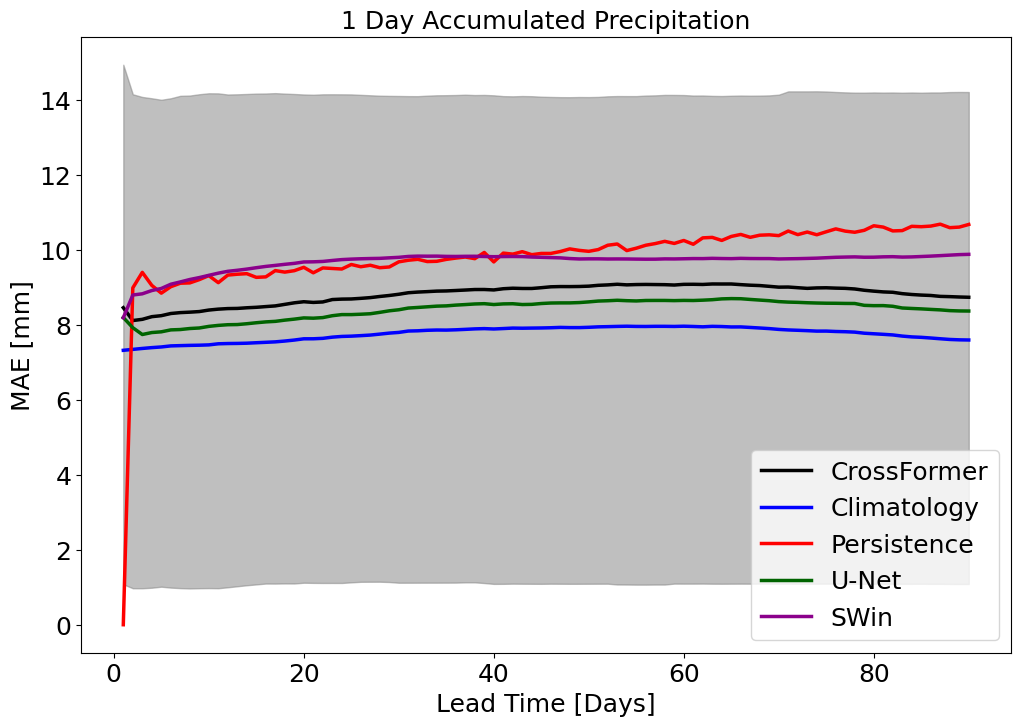 1 Day Accumulated Precipitation
MAE [mm]
14
12
10
8
6
4
2
0
0 20 40 60 80
Lead Time [Days]
CrossFormer
Climatology
Persistence
U-Net
SWin